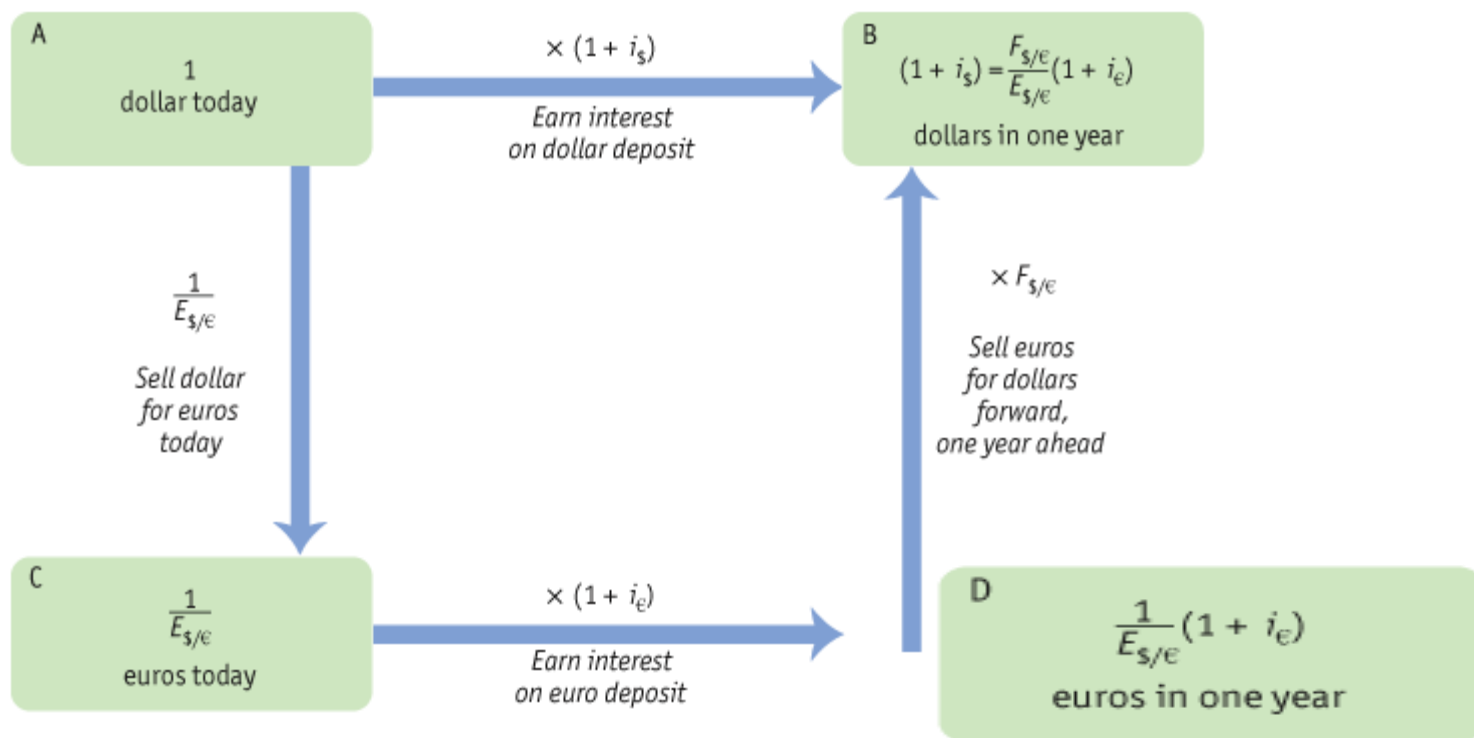 A
1
dollar today
× (1 + i$)
Earn interest
on dollar deposit
B
(1 + i$) = F$/€/E$/€ (1 + i€)
dollars in one year
1/E$/€
Sell dollar
for euros
today
× F$/€
Sell euros
for dollars
forward,
one year ahead
C
1/E$/€
euros today
× (1 + i€)
Earn interest
on euro deposit
D
1/E$/€ (1 + i€)
euros in one year